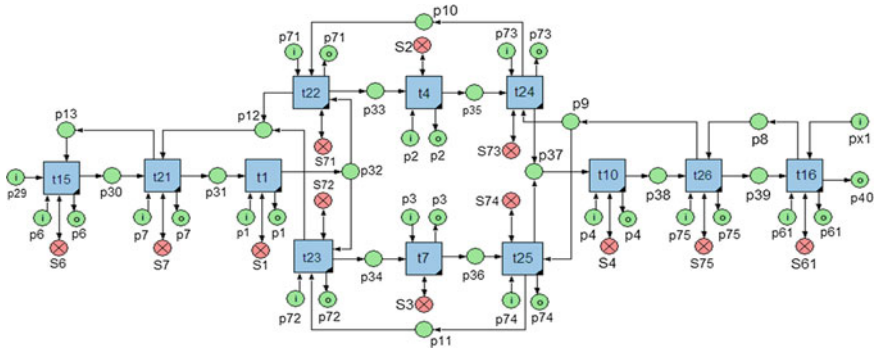 p10
p71 p71 S2 p73 p73
i o i o
t22 p33 t4 p35 t24
p13 p12 p9 p8 i px1
i o
S71 p2 p2 S73
p37
i t15 p30 t21 p31 t1 p32 t10 p38 t26 p39 t16 o
p29 S72 p3 p3 S74 p40
i o i o i o i o i o i o i o i o
p6 p6 p7 p7 p1 p1 p4 p4 p75 p75 p61 p61
S6 S7 S1 S4 S75 S61
t23 p34 t7 p36 t25
i o S3 i o
p72 p72 p74 p74
p11